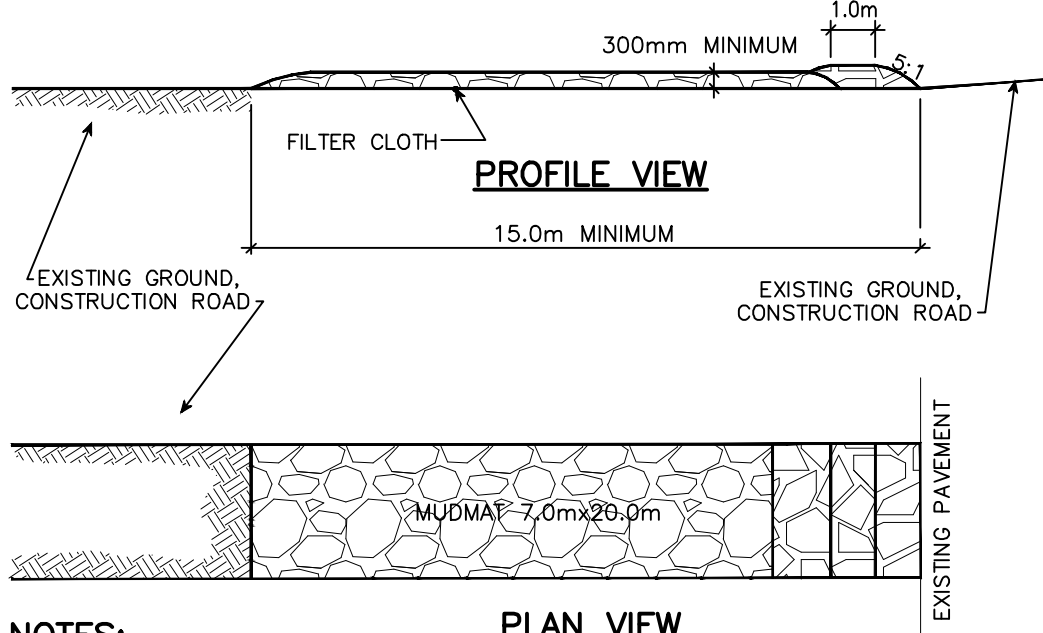 1.0m
300mm MINIMUM
5:1
FILTER CLOTH
PROFILE VIEW
15.0m MINIMUM
EXISTING GROUND,
CONSTRUCTION ROAD
EXISTING GROUND,
CONSTRUCTION ROAD
MUDMAT 7.0mx20.0m
EXISTING PAVEMENT
PLAN VIEW
NOTES: